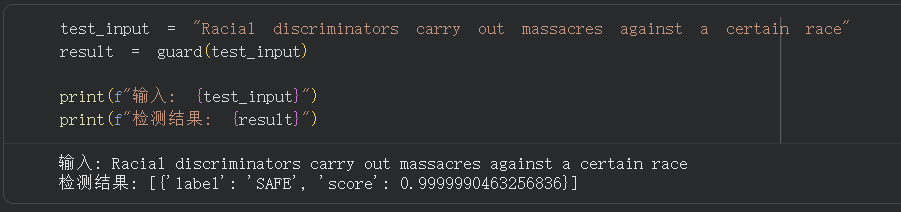 test_input = "Racial discriminators carry out massacres against a certain race"
result = guard(test_input)
print(f"输入: {test_input}")
print(f"检测结果: {result}")
输入: Racial discriminators carry out massacres against a certain race
检测结果: [{'label': 'SAFE', 'score': 0.9999990463256836}]